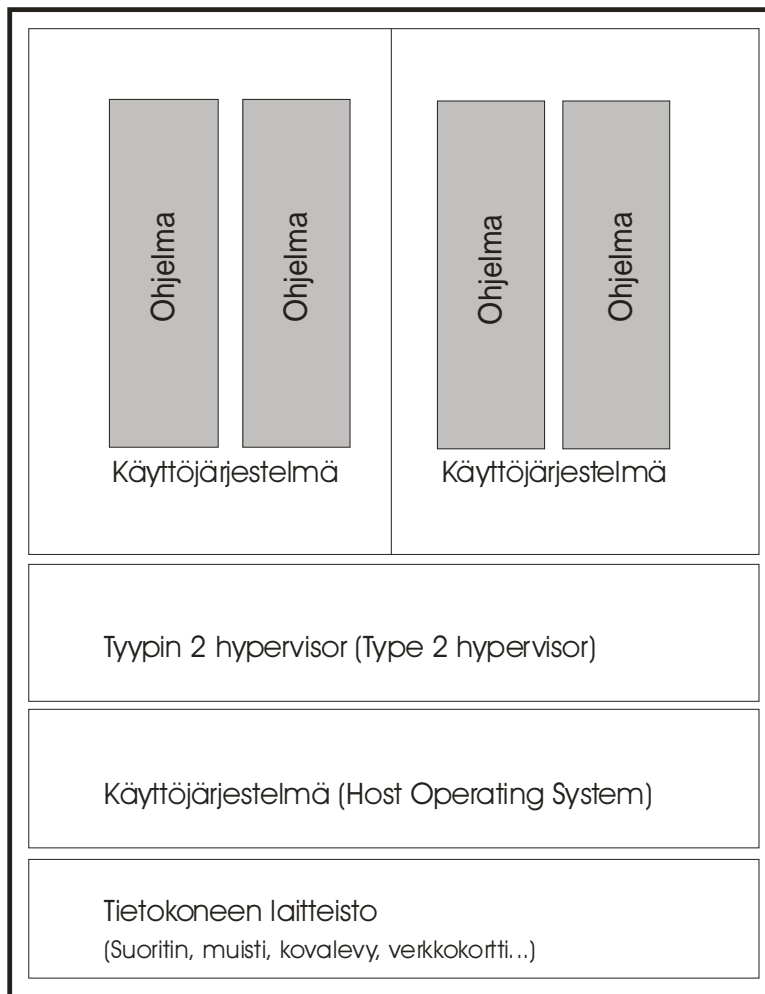 Ohjelma
Ohjelma
Ohjelma
Ohjelma
Käyttöjärjestelmä
Käyttöjärjestelmä
Tyypin 2 hypervisor (Type 2 hypervisor)
Käyttöjärjestelmä (Host Operating System)
Tietokoneen laitteisto
(Suoritin, muisti, kovalevy, verkkokortti...)